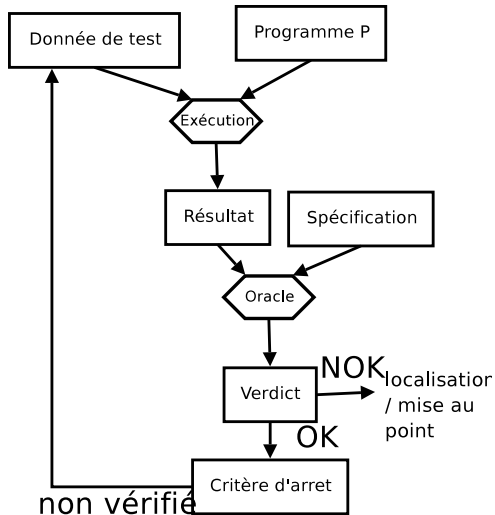 Donnée de test
Programme P
Exécution
Résultat
Spécification
Oracle
Verdict
NOK
localisation
/ mise au
point
OK
Critère d'arret
non vérifié